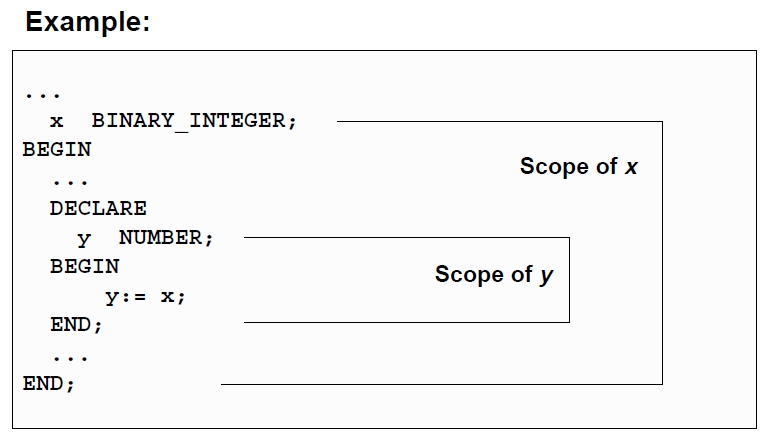 Example:
...
x BINARY_INTEGER;
BEGIN
Scope of x
...
DECLARE
y NUMBER;
BEGIN
Scope of y
y:= x;
END;
...
END;